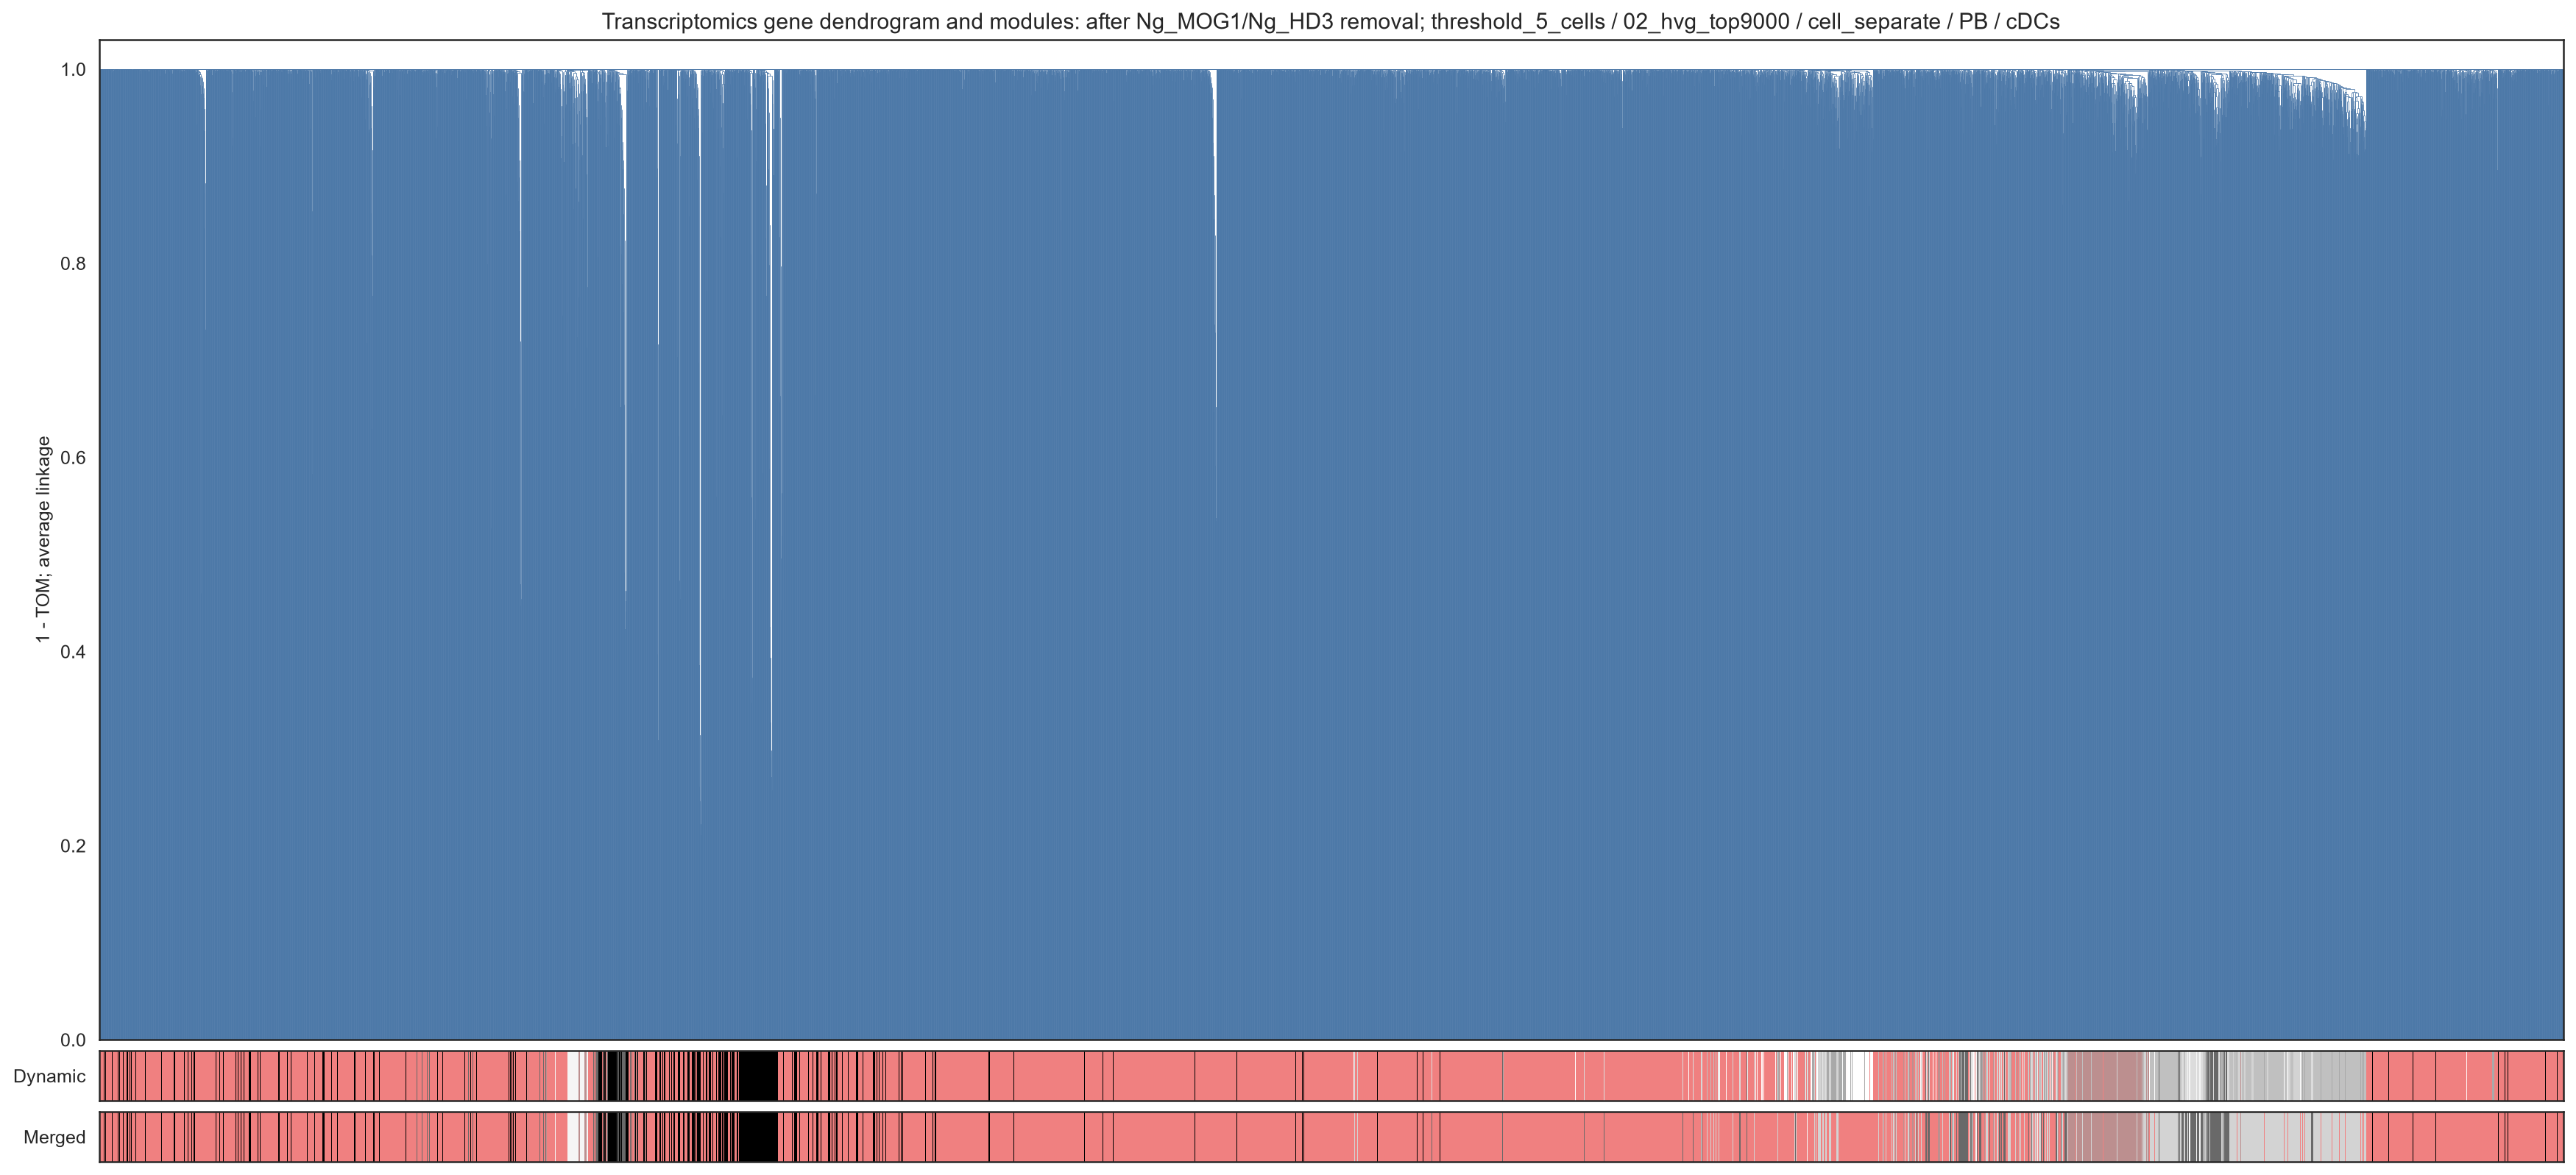 Transcriptomics gene dendrogram and modules: after Ng_MOG1/Ng_HD3 removal; threshold_5_cells / 02_hvg_top9000 / cell_separate / PB / cDCs
1 - TOM; average linkage
1.0
0.8
0.6
0.4
0.2
0.0
Dynamic
Merged